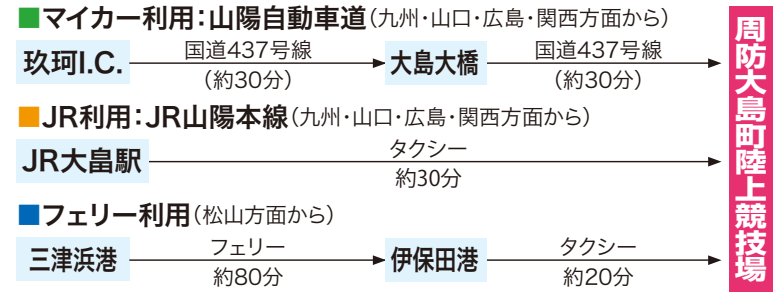 ■マイカー利用：山陽自動車道（九州・山口・広島・関西方面から）
玖珂I.C. 国道437号線 （約30分） 大島大橋 国道437号線 （約30分）
■JR利用：JR山陽本線（九州・山口・広島・関西方面から）
JR大畠駅 タクシー 約30分
■フェリー利用（松山方面から）
三津浜港 フェリー 約80分 伊保田港 タクシー 約20分
周防大島町陸上競技場